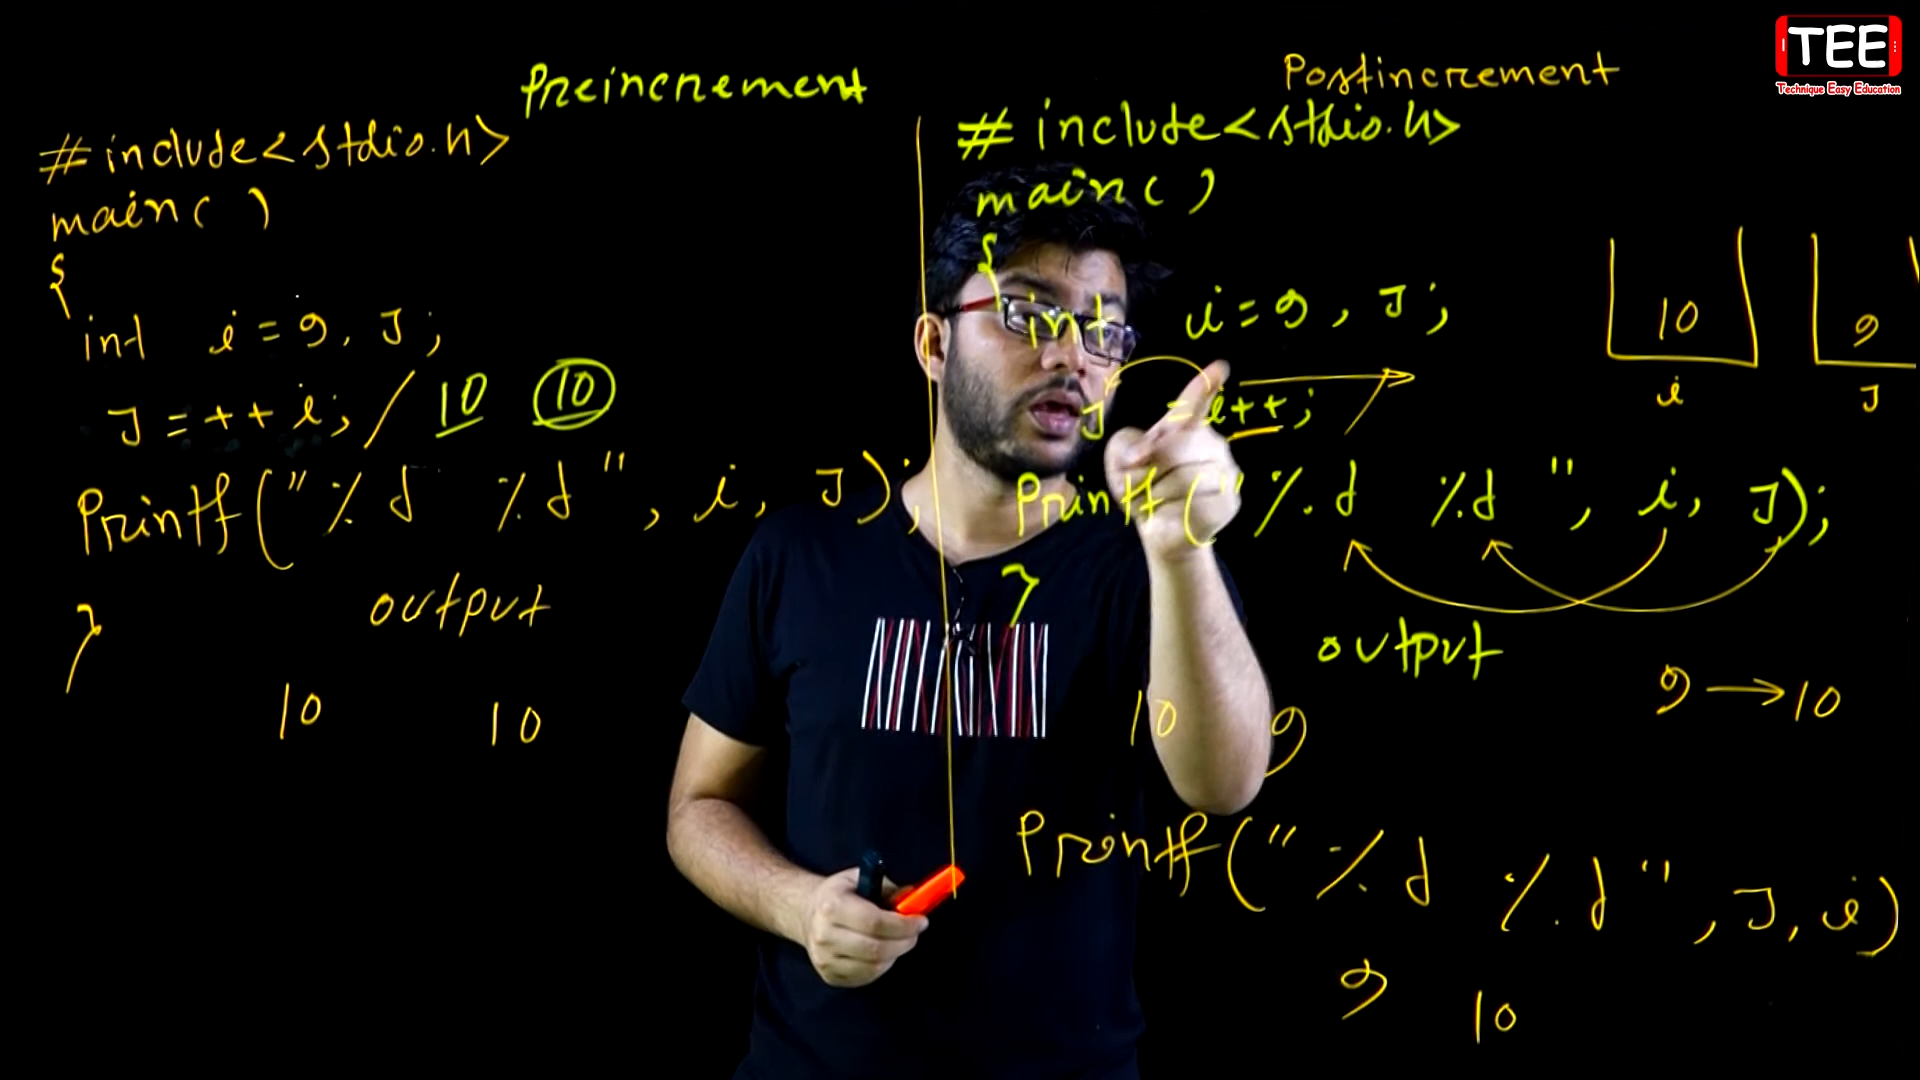 TEE
Technique Easy Education
Preincrement
#include<stdio.h>
main( )
{
int i = 9, J;
J = ++i; / 10 10
Printf("%d %d", i, J);
}
output
10 10
Postincrement
# include<stdio.h>
main( )
{
int i = 9, J;
J = i++;
Printf("%d %d", i, J);
}
10
i
9
J
output
9 → 10
10 9
Printf("%d %d", J, i)
9 10